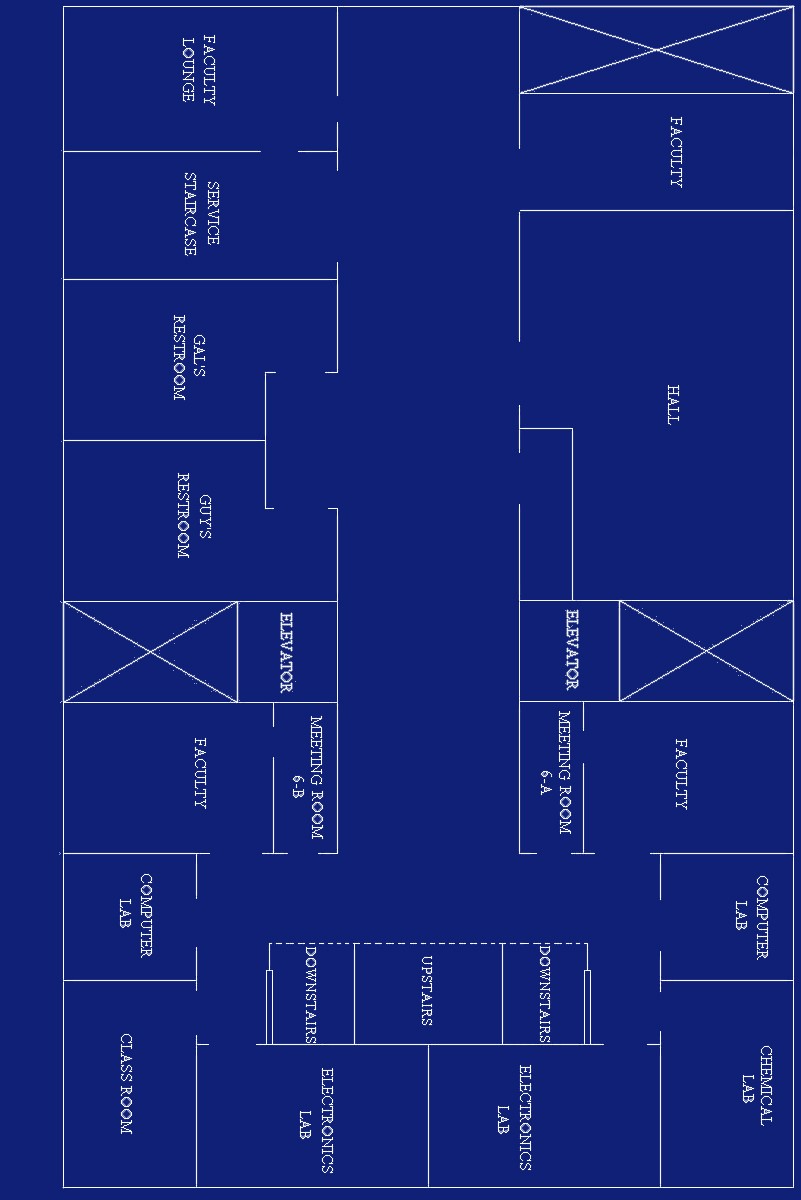 FACULTY
LOUNGE
FACULTY
SERVICE
STAIRCASE
GAL'S
RESTROOM
HALL
GUY'S
RESTROOM
ELEVATOR
ELEVATOR
FACULTY
MEETING ROOM
6-B
MEETING ROOM
6-A
FACULTY
COMPUTER
LAB
COMPUTER
LAB
DOWNSTAIRS
UPSTAIRS
DOWNSTAIRS
CLASS ROOM
ELECTRONICS
LAB
ELECTRONICS
LAB
CHEMICAL
LAB